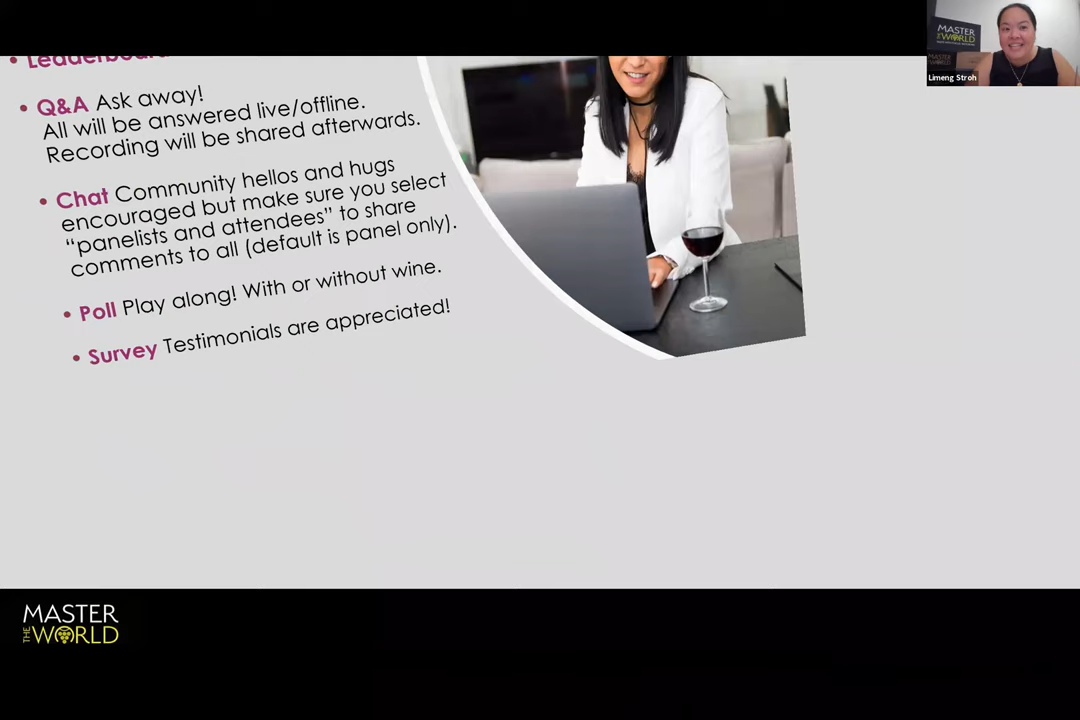 • Q&A Ask away!
All will be answered live/offline.
Recording will be shared afterwards.
• Chat Community hellos and hugs
encouraged but make sure you select
“panelists and attendees” to share
comments to all (default is panel only).
• Poll Play along! With or without wine.
• Survey Testimonials are appreciated!
MASTER
THE WORLD
Limeng Stroh
MASTER
THE WORLD